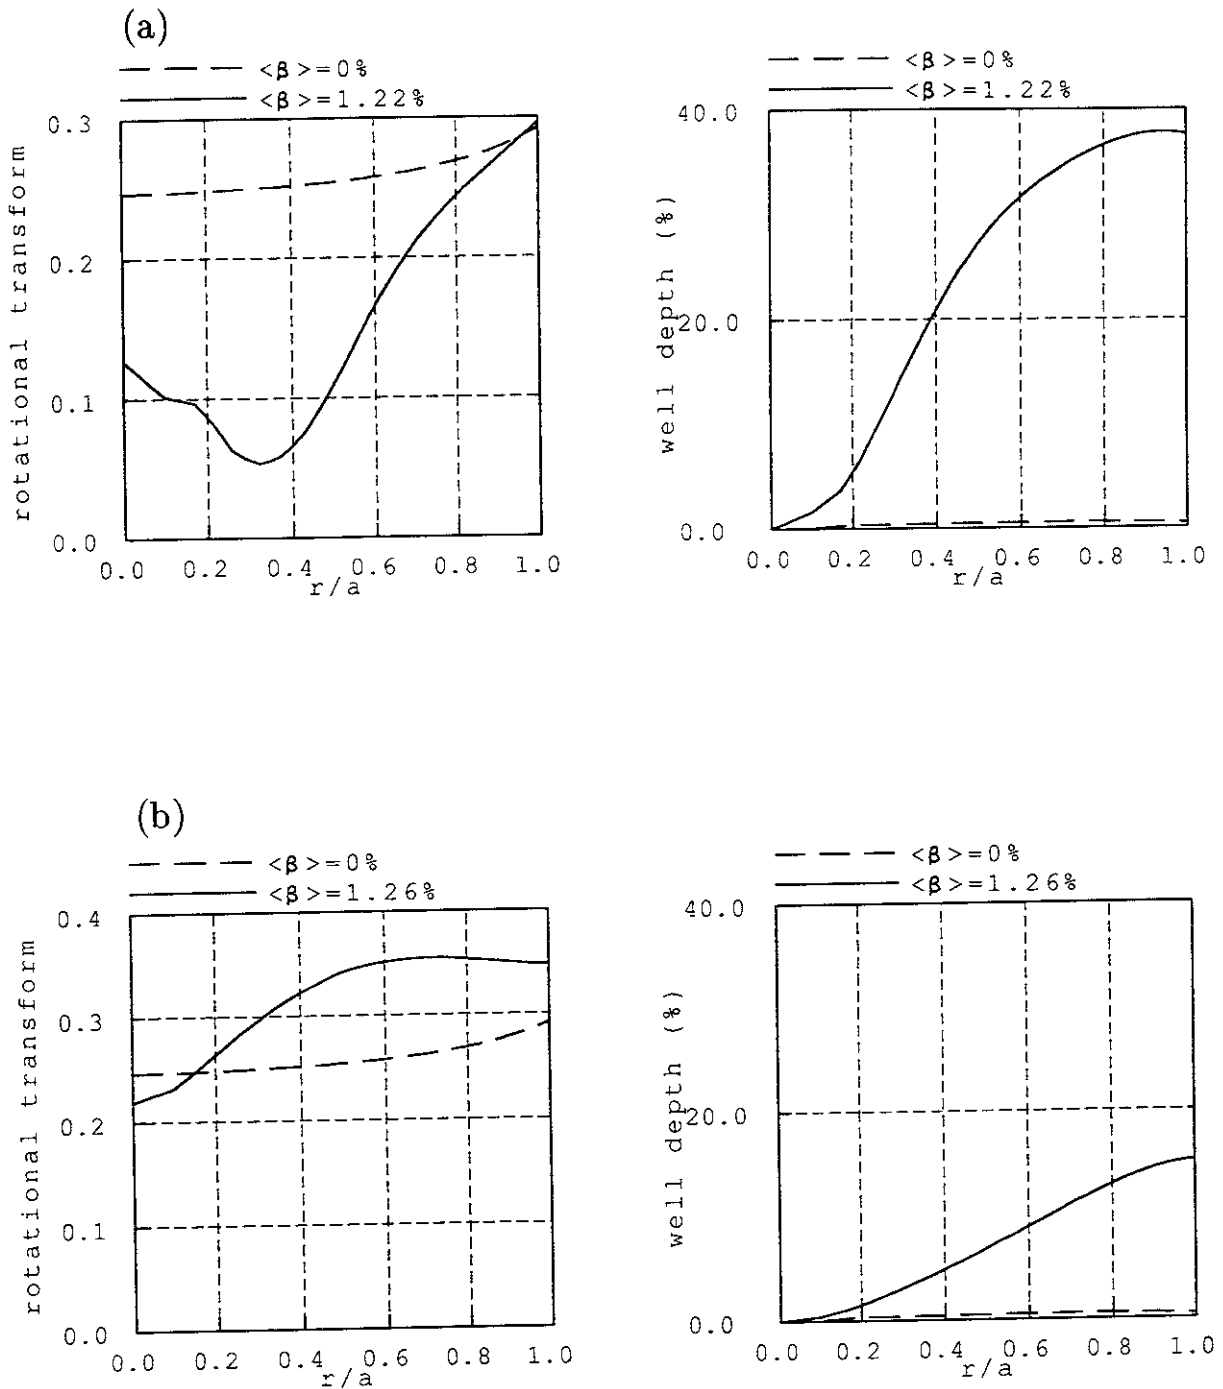 (a)
<β>=0%
<β>=1.22%
rotational transform
0.3
0.2
0.1
0.0
0.0 0.2 0.4 0.6 0.8 1.0
r/a
<β>=0%
<β>=1.22%
well depth (%)
40.0
20.0
0.0
0.0 0.2 0.4 0.6 0.8 1.0
r/a
(b)
<β>=0%
<β>=1.26%
rotational transform
0.4
0.3
0.2
0.1
0.0
0.0 0.2 0.4 0.6 0.8 1.0
r/a
<β>=0%
<β>=1.26%
well depth (%)
40.0
20.0
0.0
0.0 0.2 0.4 0.6 0.8 1.0
r/a